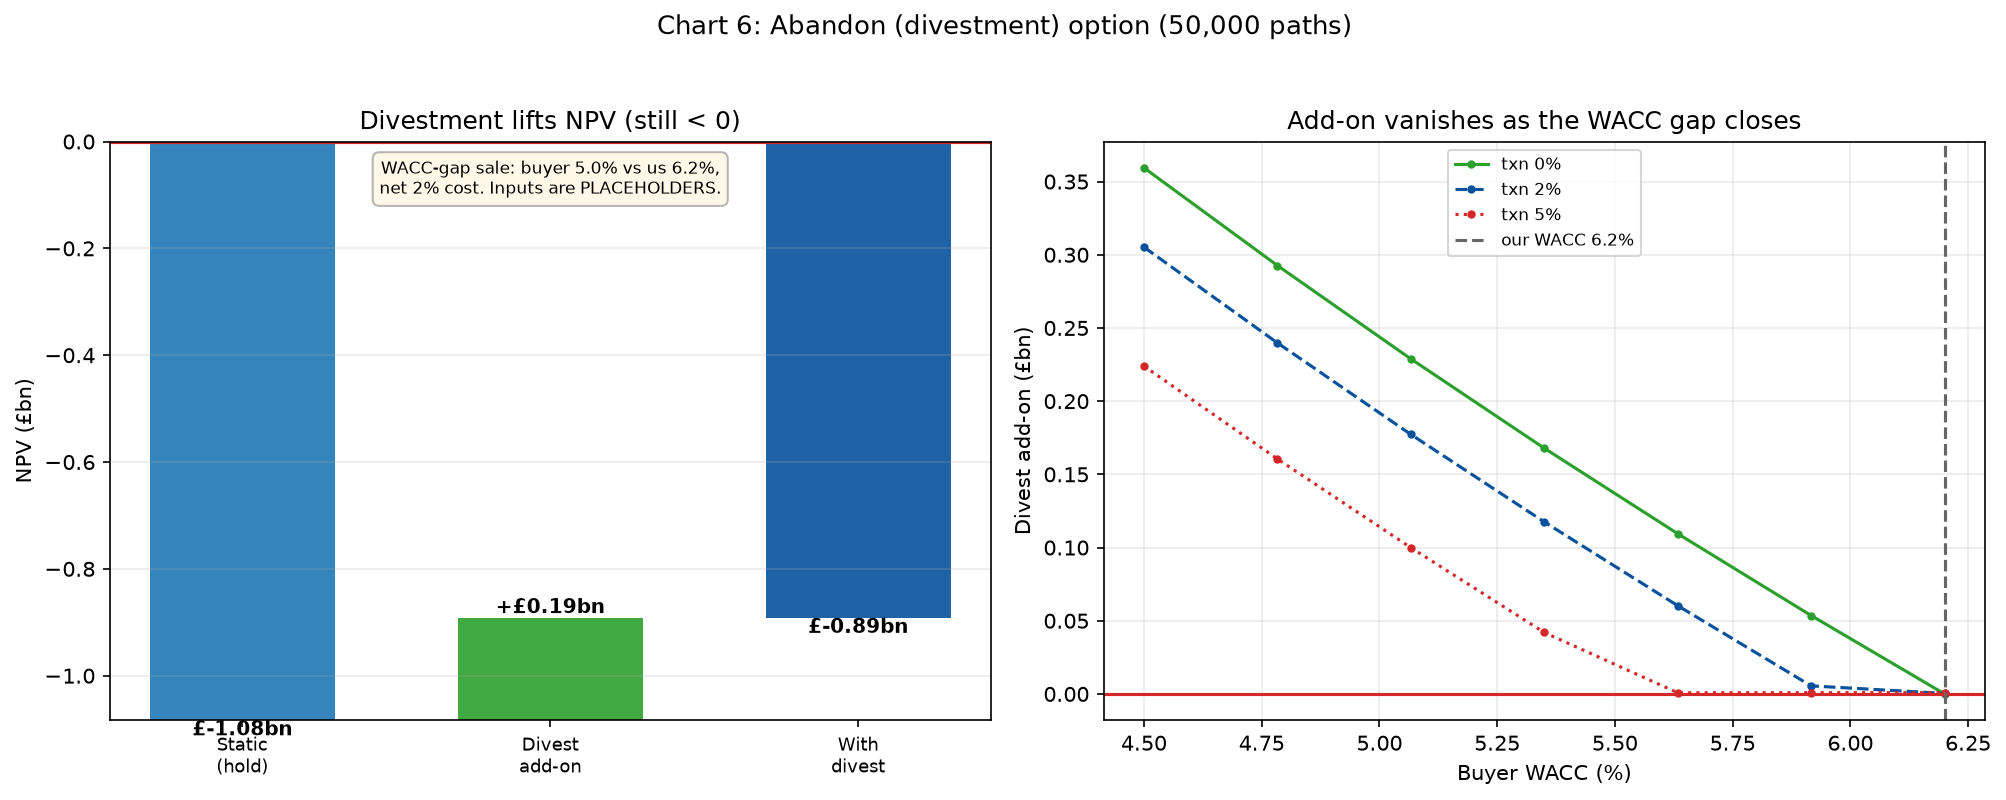 Chart 6: Abandon (divestment) option (50,000 paths)
Divestment lifts NPV (still < 0)
NPV (£bn)
0.0
−0.2
−0.4
−0.6
−0.8
−1.0
WACC-gap sale: buyer 5.0% vs us 6.2%,
net 2% cost. Inputs are PLACEHOLDERS.
+£0.19bn
£-0.89bn
£-1.08bn
Static
(hold)
Divest
add-on
With
divest
Add-on vanishes as the WACC gap closes
Divest add-on (£bn)
0.35
0.30
0.25
0.20
0.15
0.10
0.05
0.00
txn 0%
txn 2%
txn 5%
our WACC 6.2%
4.50
4.75
5.00
5.25
5.50
5.75
6.00
6.25
Buyer WACC (%)